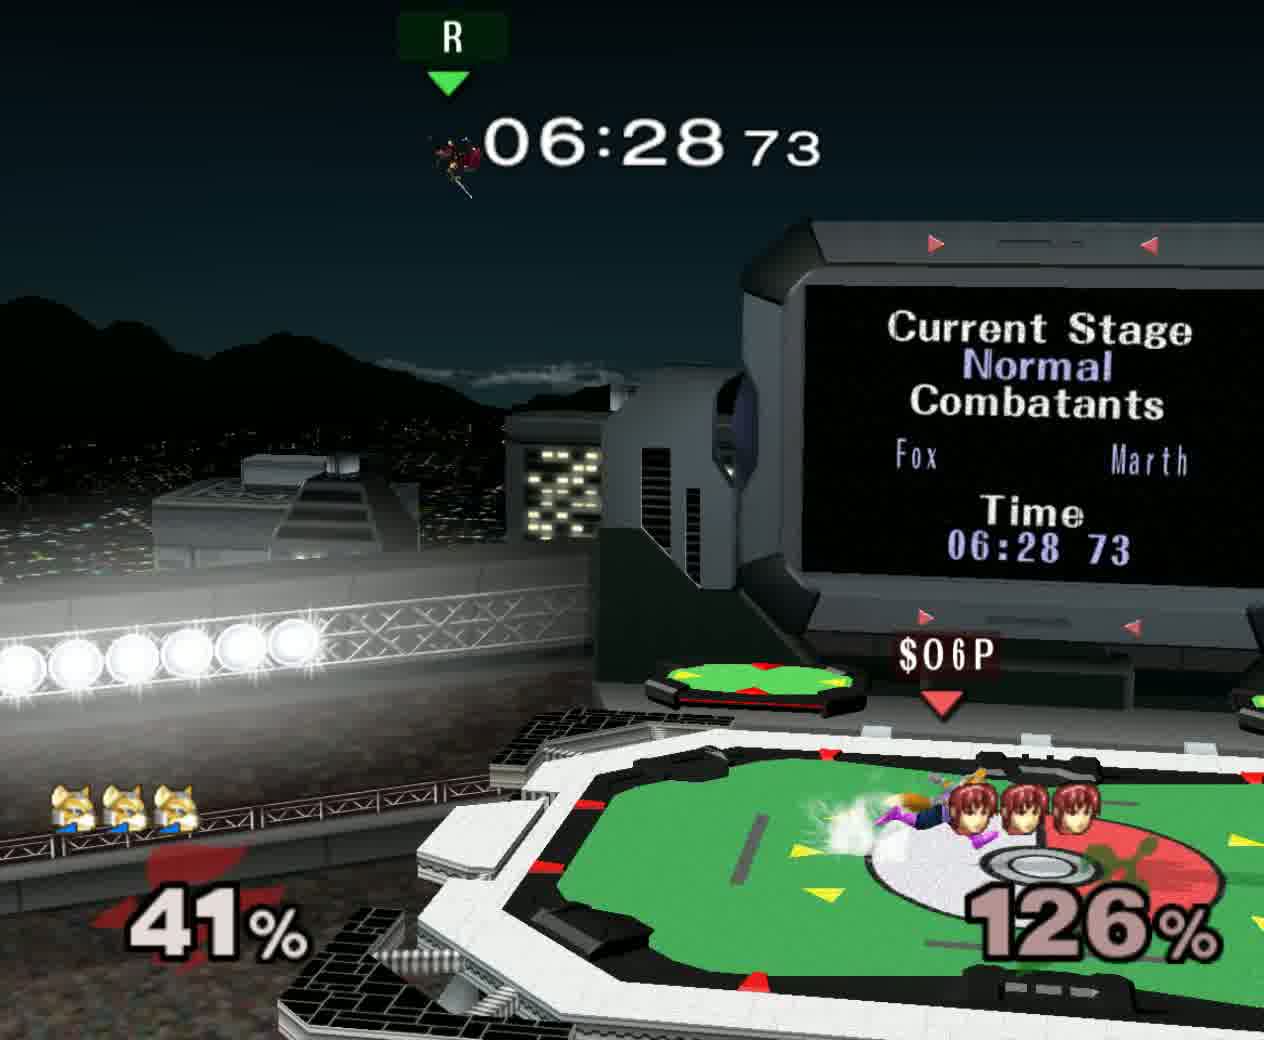 R
06:28 73
Current Stage
Normal
Combatants
Fox Marth
Time
06:28 73
$06P
41%
126%